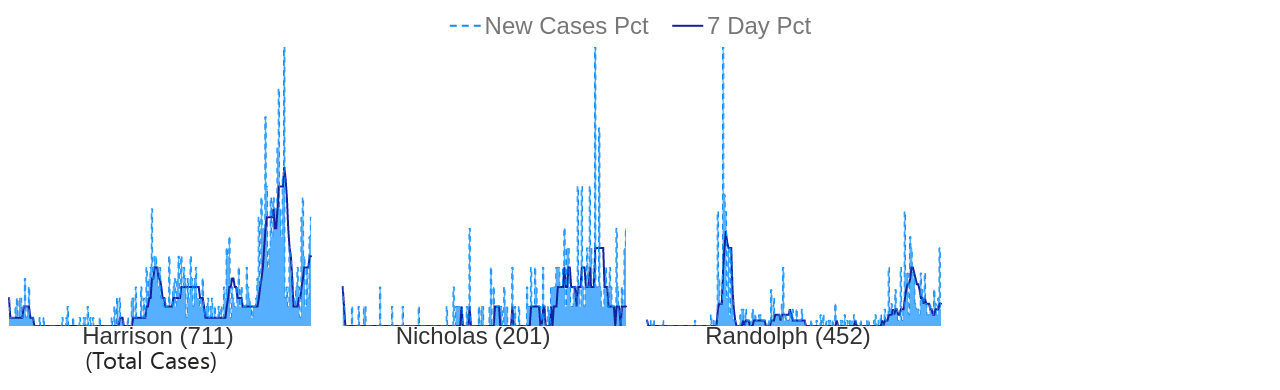 New Cases Pct 7 Day Pct
Harrison (711) Nicholas (201) Randolph (452)
(Total Cases)